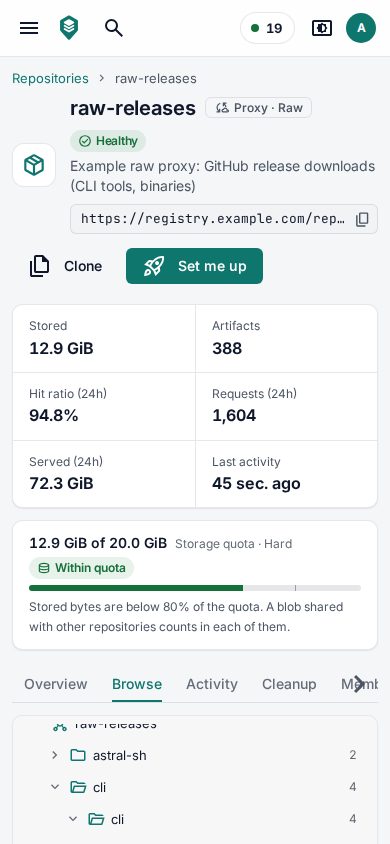 19
A
Repositories > raw-releases
raw-releases Proxy · Raw
Healthy
Example raw proxy: GitHub release downloads
(CLI tools, binaries)
https://registry.example.com/rep…
Clone Set me up
Stored Artifacts
12.9 GiB 388
Hit ratio (24h) Requests (24h)
94.8% 1,604
Served (24h) Last activity
72.3 GiB 45 sec. ago
12.9 GiB of 20.0 GiB Storage quota · Hard
Within quota
Stored bytes are below 80% of the quota. A blob shared
with other repositories counts in each of them.
Overview Browse Activity Cleanup
raw-releases
astral-sh 2
cli 4
cli 4